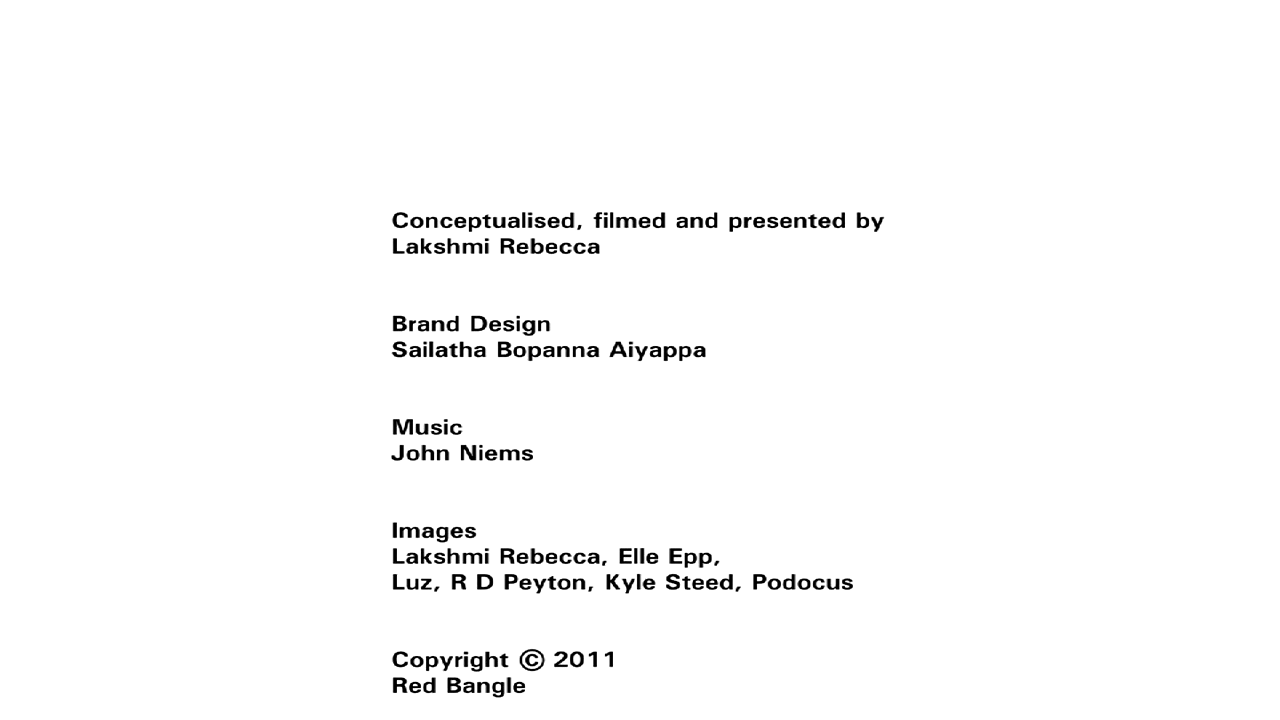 Conceptualised, filmed and presented by
Lakshmi Rebecca
Brand Design
Sailatha Bopanna Aiyappa
Music
John Niems
Images
Lakshmi Rebecca, Elle Epp,
Luz, R D Peyton, Kyle Steed, Podocus
Copyright © 2011
Red Bangle